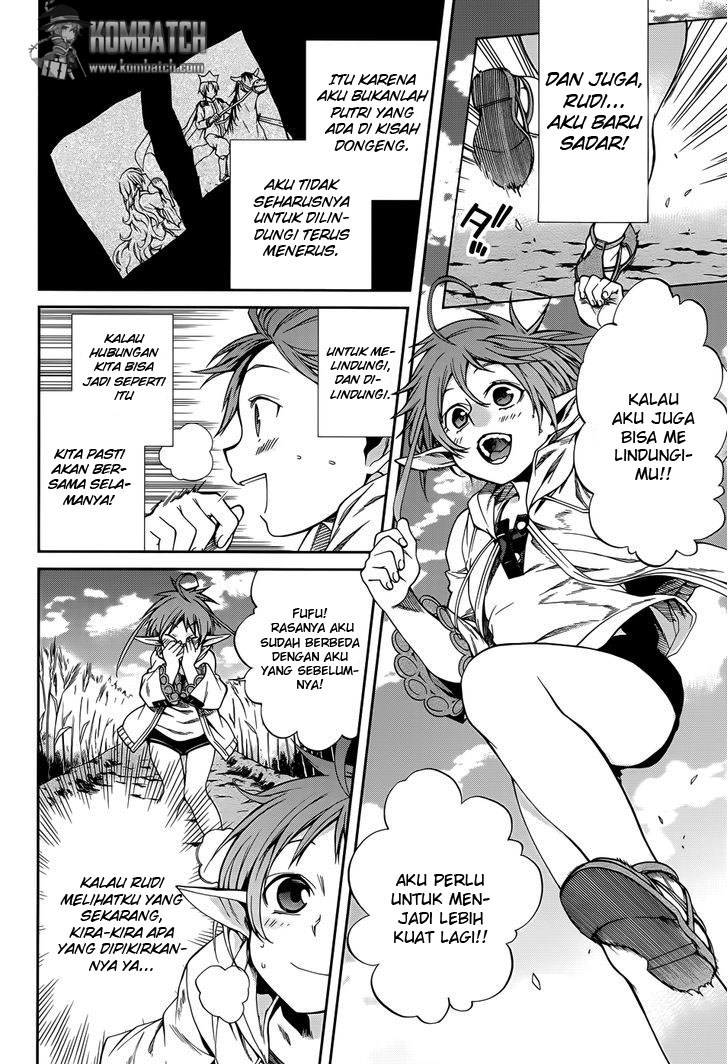 DAN JUGA,
RUDI...
AKU BARU
SADAR!
ダッ
ITU KARENA
AKU BUKANLAH
PUTRI YANG
ADA DI KISAH
DONGENG.
AKU TIDAK
SEHARUSNYA
UNTUK DILIN-
DUNGI TERUS
MENERUS.
KALAU
AKU JUGA
BISA ME
LINDUNGI-
MU!!
UNTUK ME-
LINDUNGI,
DAN DI-
LINDUNGI.
KALAU
HUBUNGAN
KITA BISA
JADI SEPERTI
ITU
KITA PASTI
AKAN BER-
SAMA SELA-
MANYA!
AKU PERLU
UNTUK MEN-
JADI LEBIH
KUAT LAGI!!
FUFU!
RASANYA AKU
SUDAH BERBEDA
DENGAN AKU
YANG SEBELUM-
NYA!
KALAU RUDI
MELIHATKU YANG
SEKARANG,
KIRA-KIRA APA
YANG DIPIKIRKAN-
NYA YA...
KOMBATCH
www.kombatch.com